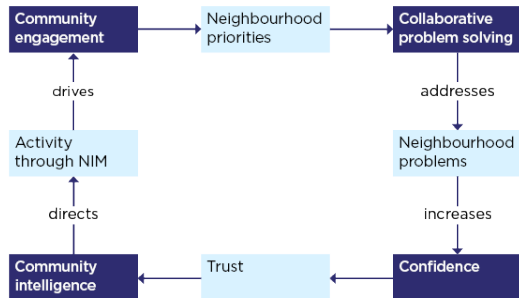 Community
engagement
Neighbourhood
priorities
Collaborative
problem solving
drives
addresses
Activity
through NIM
Neighbourhood
problems
directs
increases
Community
intelligence
Trust
Confidence